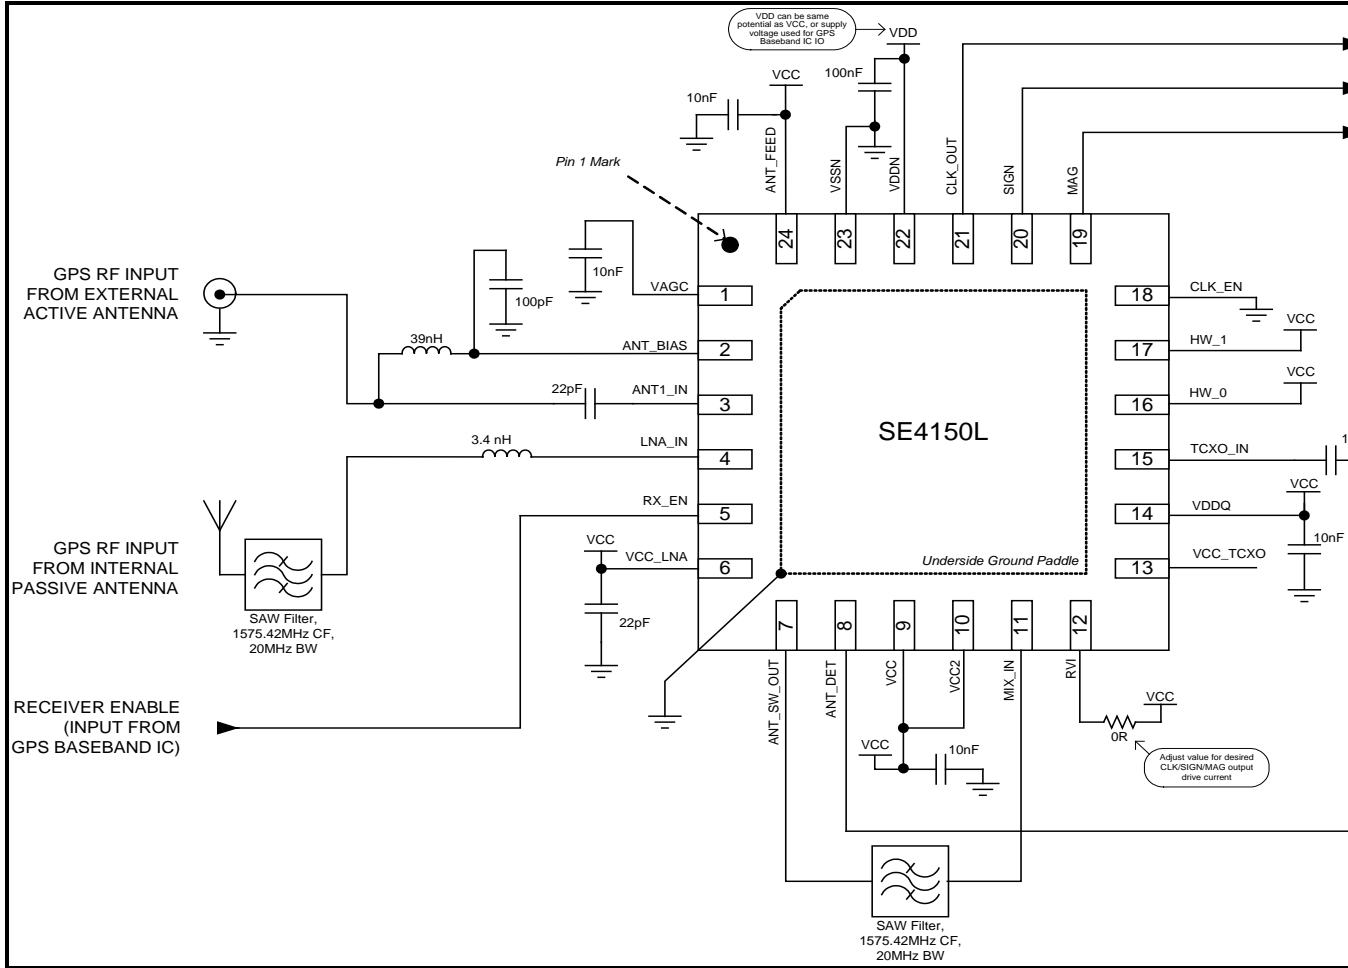 VDD can be same
potential as VCC, or supply
voltage used for GPS
Baseband IC IO
VDD
VCC
100nF
10nF
ANT_FEED
VSSN
VDDN
CLK_OUT
SIGN
MAG
Pin 1 Mark
24
23
22
21
20
19
GPS RF INPUT
FROM EXTERNAL
ACTIVE ANTENNA
100pF
10nF
VAGC
1
39nH
ANT_BIAS
2
22pF
ANT1_IN
3
3.4 nH
LNA_IN
4
RX_EN
5
VCC
VCC_LNA
6
22pF
GPS RF INPUT
FROM INTERNAL
PASSIVE ANTENNA
SAW Filter,
1575.42MHz CF,
20MHz BW
RECEIVER ENABLE
(INPUT FROM
GPS BASEBAND IC)
SE4150L
Underside Ground Paddle
18
CLK_EN
VCC
17
HW_1
VCC
16
HW_0
15
TCXO_IN
1
VCC
14
VDDQ
10nF
13
VCC_TCXO
7
8
9
10
11
12
ANT_SW_OUT
ANT_DET
VCC
VCC2
MIX_IN
RVI
VCC
10nF
VCC
0R
Adjust value for desired
CLK/SIGN/MAG output
drive current
SAW Filter,
1575.42MHz CF,
20MHz BW